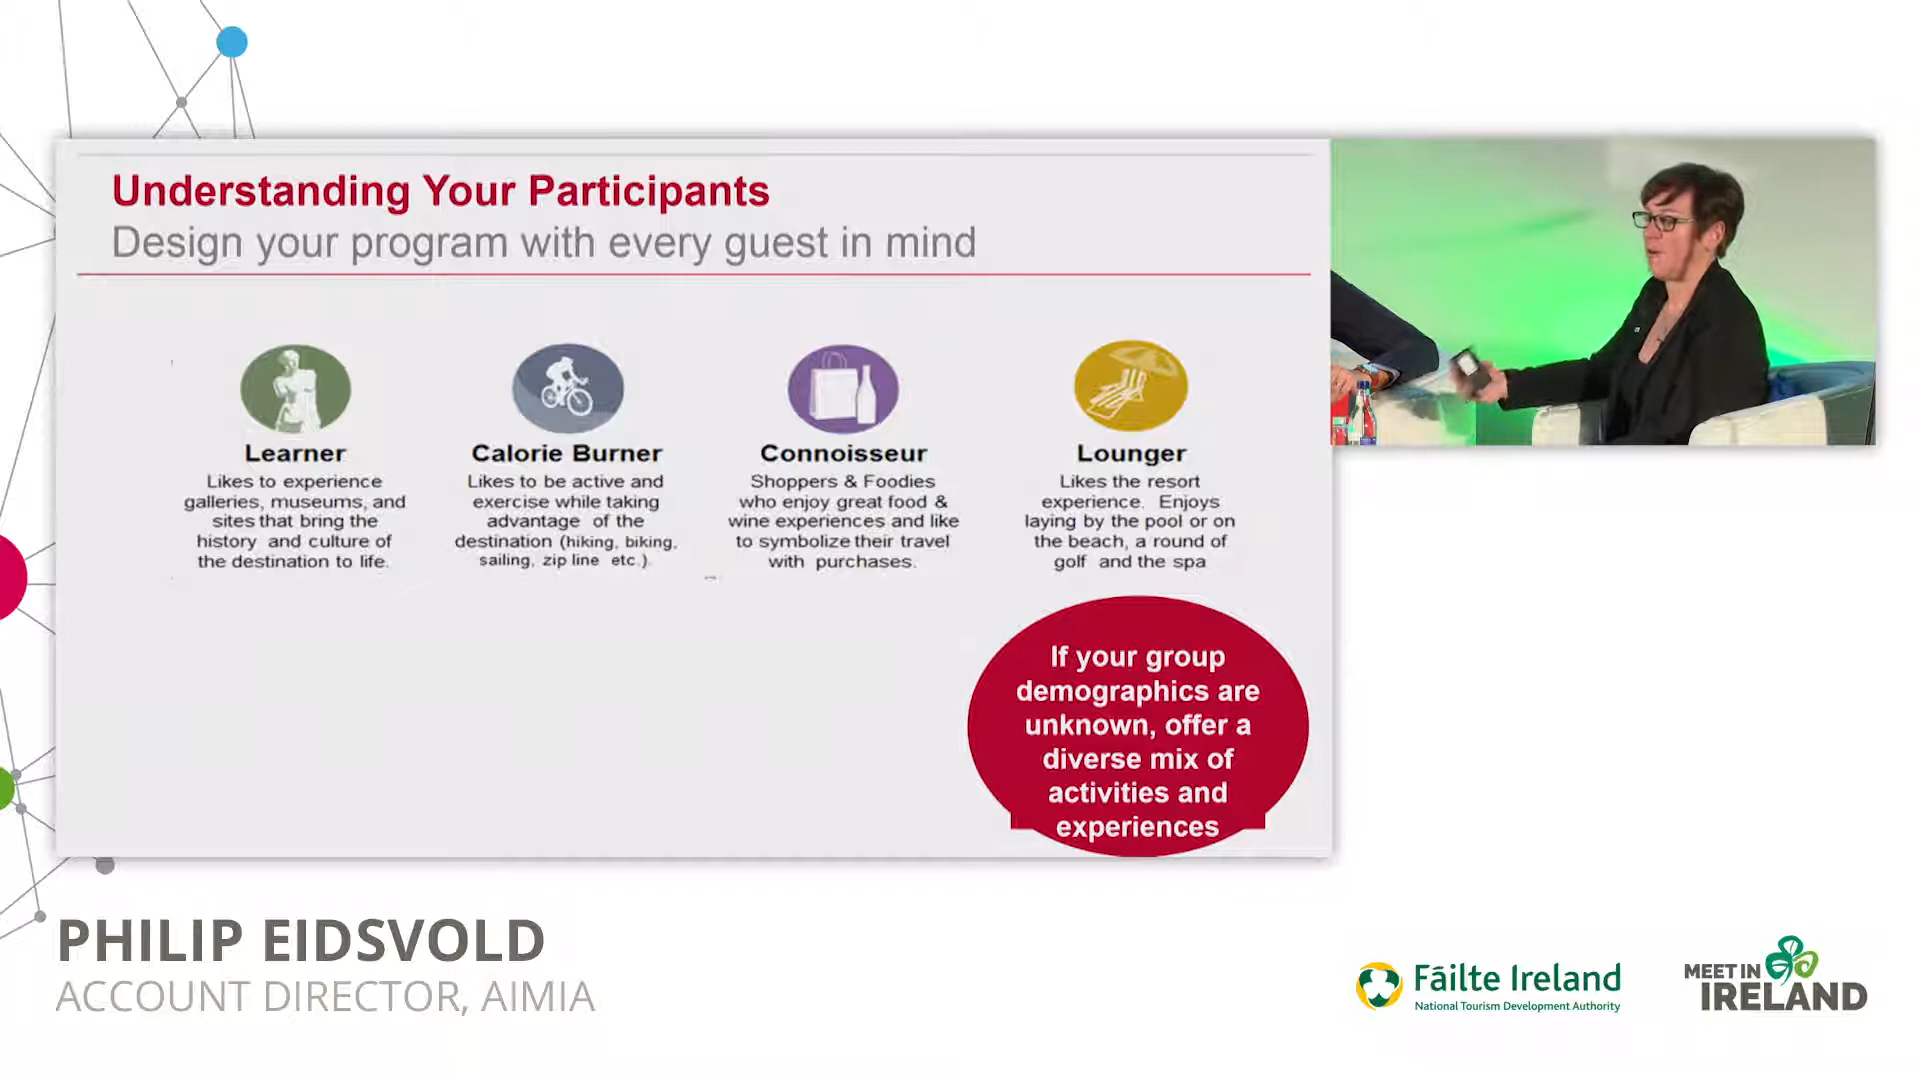 Understanding Your Participants
Design your program with every guest in mind
Learner
Likes to experience
galleries, museums, and
sites that bring the
history and culture of
the destination to life.
Calorie Burner
Likes to be active and
exercise while taking
advantage of the
destination (hiking, biking,
sailing, zip line etc.)
Connoisseur
Shoppers & Foodies
who enjoy great food &
wine experiences and like
to symbolize their travel
with purchases.
Lounger
Likes the resort
experience. Enjoys
laying by the pool or on
the beach, a round of
golf and the spa
If your group
demographics are
unknown, offer a
diverse mix of
activities and
experiences
PHILIP EIDSVOLD
ACCOUNT DIRECTOR, AIMIA
Fāilte Ireland
National Tourism Development Authority
MEET IN
IRELAND